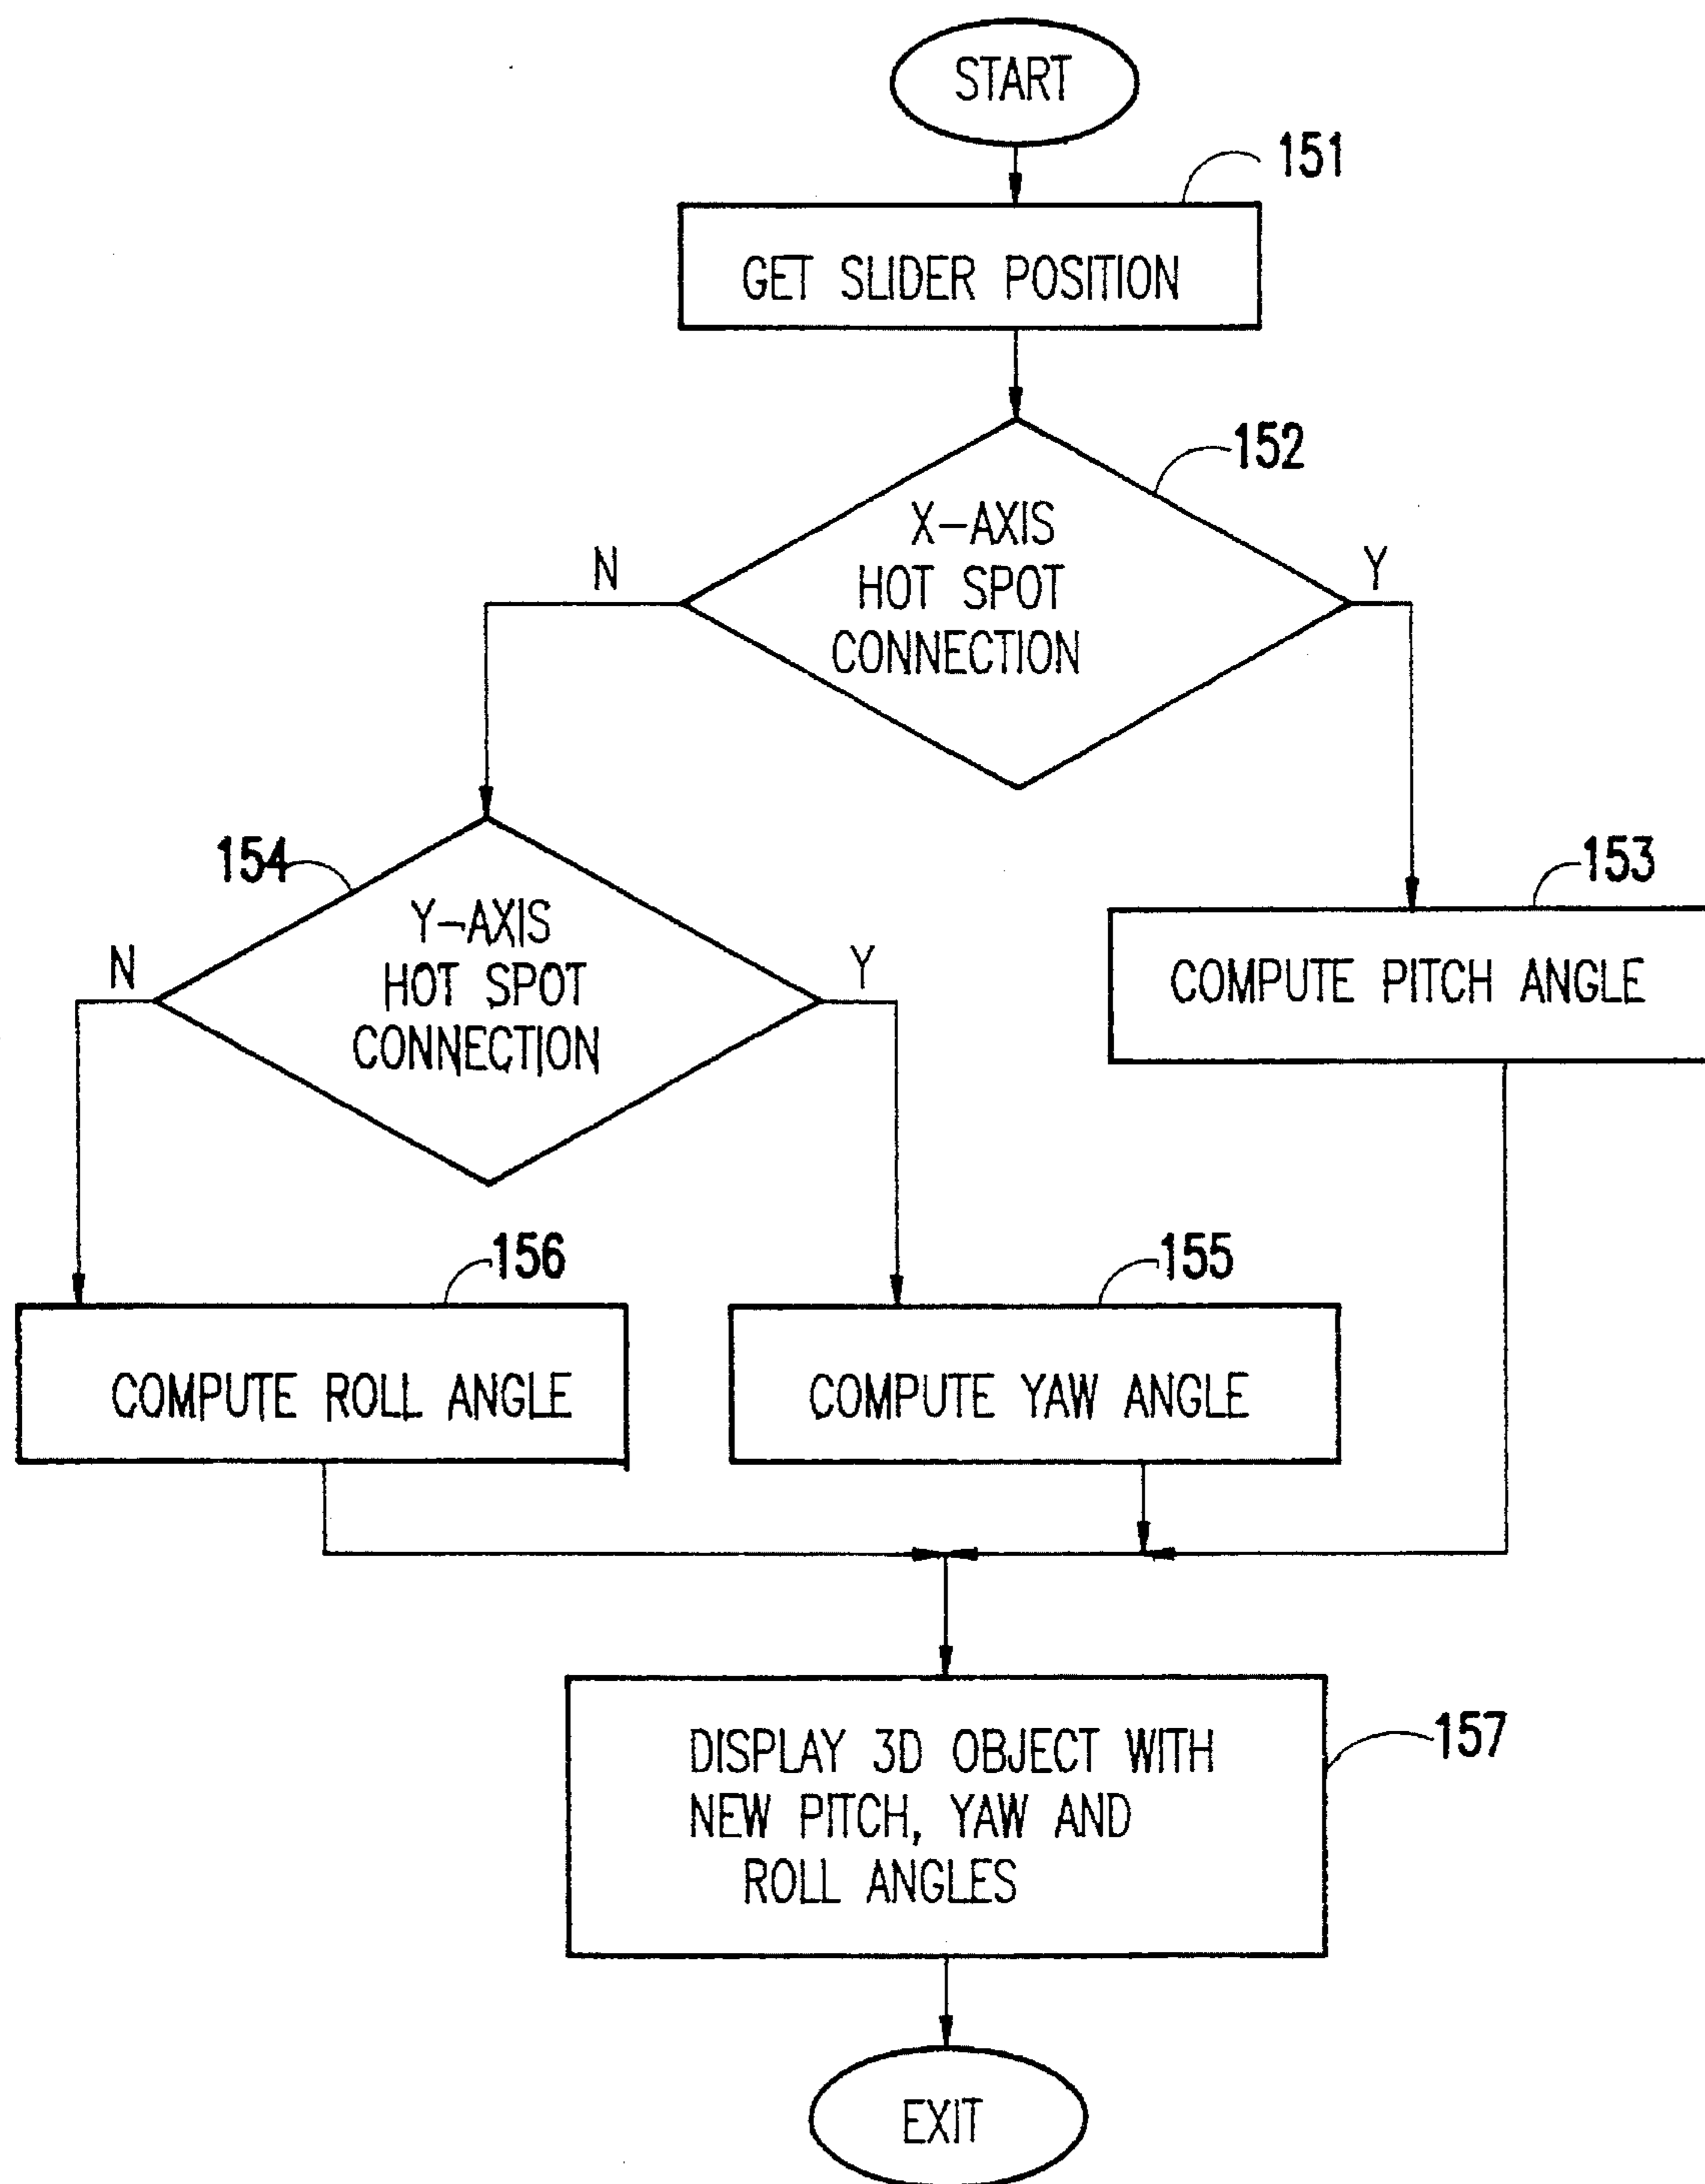 START
151
GET SLIDER POSITION
152
X-AXIS
HOT SPOT
CONNECTION
N
Y
154
Y-AXIS
HOT SPOT
CONNECTION
N
Y
153
COMPUTE PITCH ANGLE
156
COMPUTE ROLL ANGLE
155
COMPUTE YAW ANGLE
157
DISPLAY 3D OBJECT WITH
NEW PITCH, YAW AND
ROLL ANGLES
EXIT